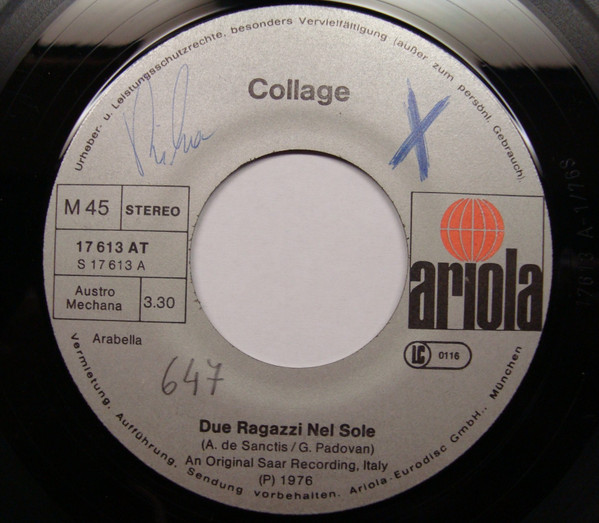 Urheber- u. Leistungsschutzrechte, besonders Vervielfältigung (außer zum persönl. Gebrauch),
Collage
M 45
STEREO
17 613 AT
S 17 613 A
Austro
Mechana
3.30
ariola
LC 0116
Arabella
647
Due Ragazzi Nel Sole
(A. de Sanctis/G. Padovan)
An Original Saar Recording, Italy
(P) 1976
Vermietung, Aufführung, Sendung vorbehalten. Ariola-Eurodisc GmbH., München